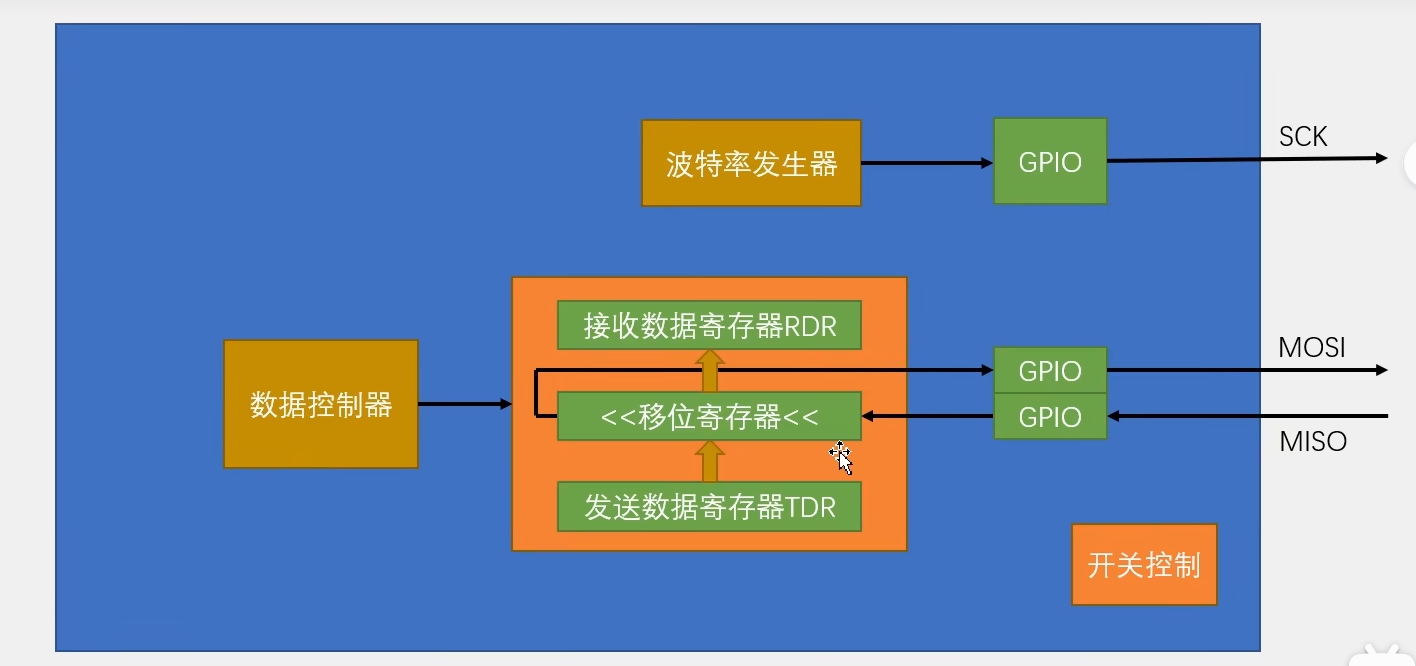 波特率发生器
GPIO
SCK
接收数据寄存器RDR
数据控制器
GPIO
MOSI
<<移位寄存器<<
GPIO
MISO
发送数据寄存器TDR
开关控制